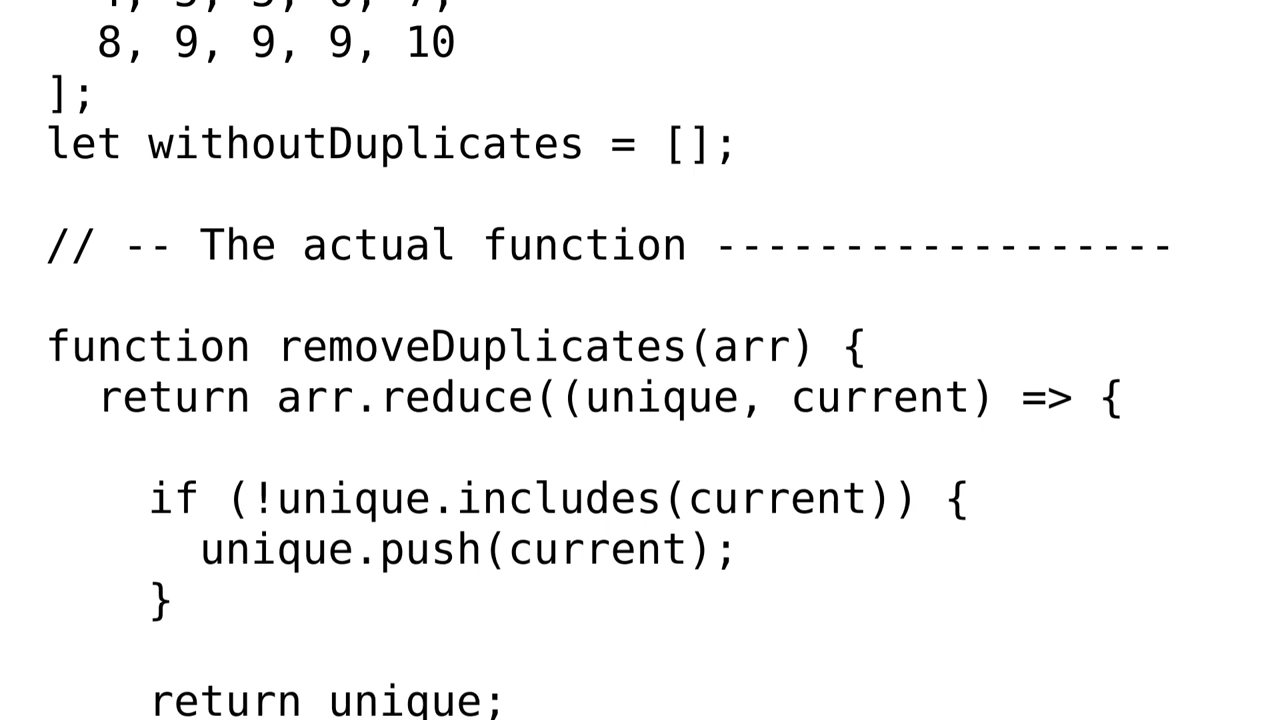 8, 9, 9, 9, 10
];
let withoutDuplicates = [];
// -- The actual function ------------------
function removeDuplicates(arr) {
return arr.reduce((unique, current) => {
if (!unique.includes(current)) {
unique.push(current);
}
return unique;